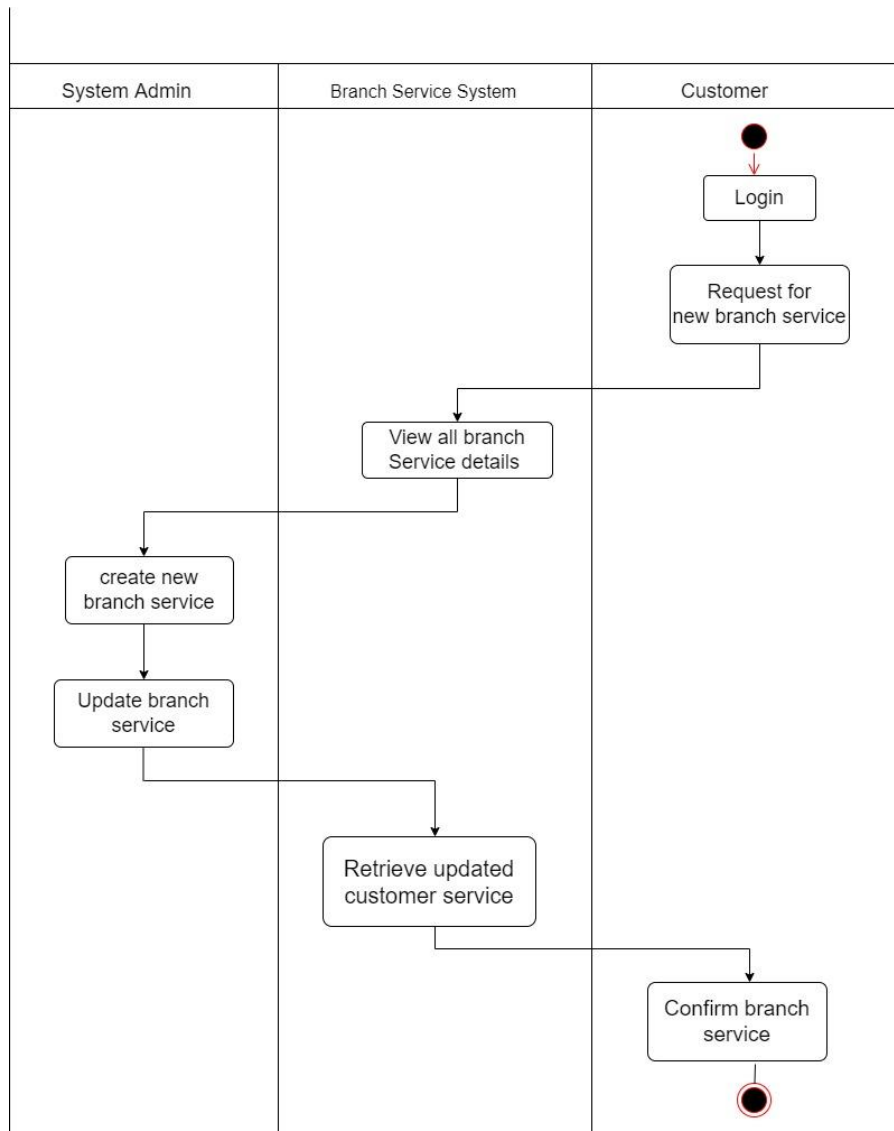 System Admin
Branch Service System
Customer
Login
Request for
new branch service
View all branch
Service details
create new
branch service
Update branch
service
Retrieve updated
customer service
Confirm branch
service